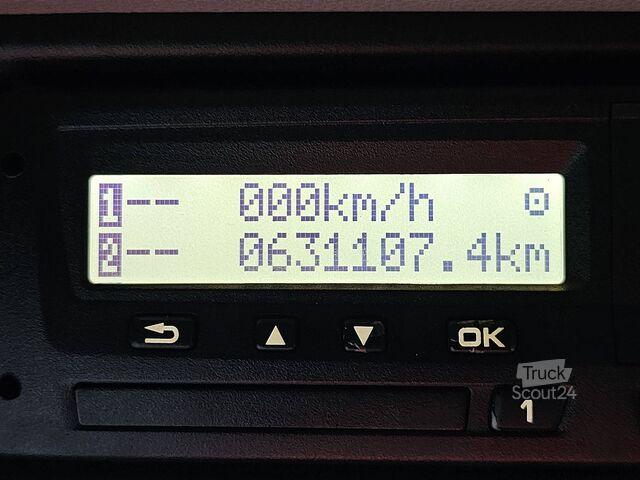 1-- 000km/h o
2-- 0631107.4km
OK
Truck
Scout24
1